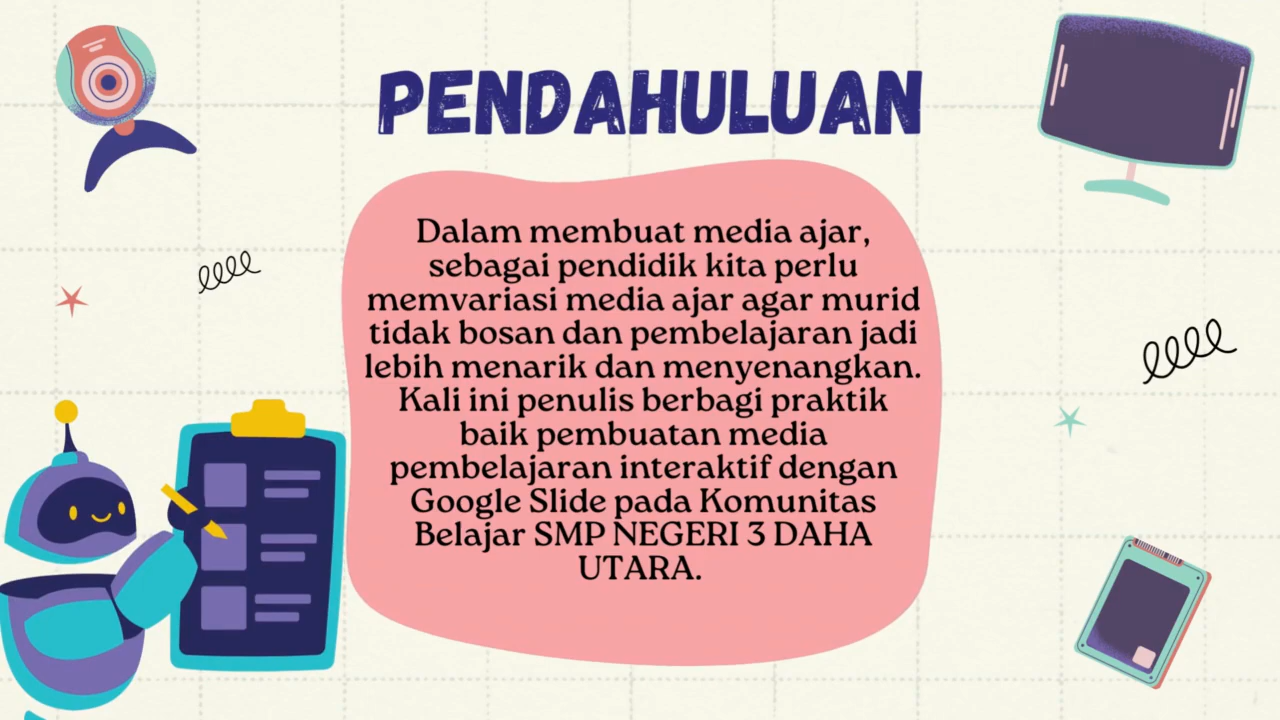 PENDAHULUAN
Dalam membuat media ajar,
sebagai pendidik kita perlu
memvariasi media ajar agar murid
tidak bosan dan pembelajaran jadi
lebih menarik dan menyenangkan.
Kali ini penulis berbagi praktik
baik pembuatan media
pembelajaran interaktif dengan
Google Slide pada Komunitas
Belajar SMP NEGERI 3 DAHA
UTARA.